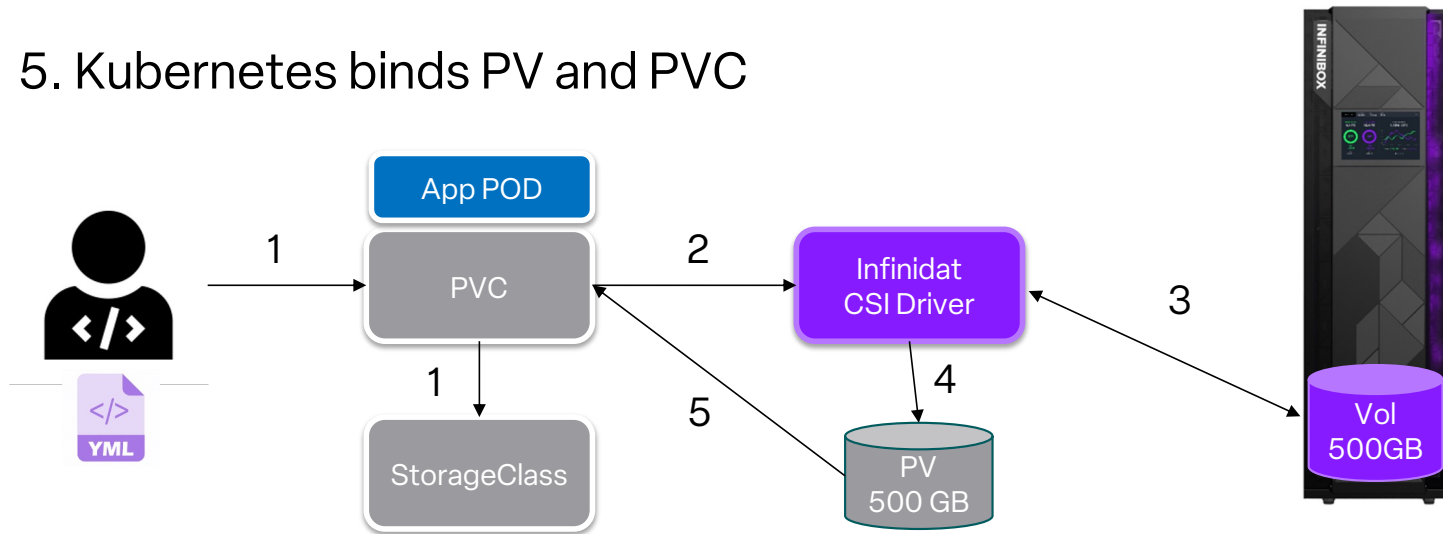 5. Kubernetes binds PV and PVC
INFINIBOX
App POD
1
PVC
2
Infinidat
CSI Driver
3
</>
1
4
5
</>
YML
StorageClass
PV
500 GB
Vol
500GB